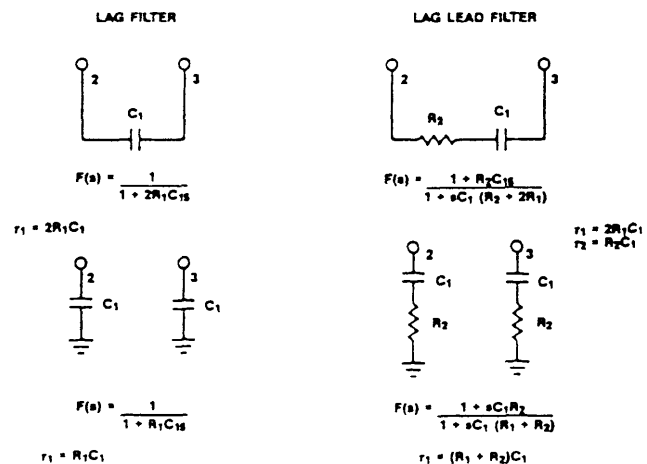 LAG FILTER
2
3
C₁
F(s) = 1 / 1 + 2R₁C₁s
τ₁ = 2R₁C₁
2
C₁
3
C₁
F(s) = 1 / 1 + R₁C₁s
τ₁ = R₁C₁
LAG LEAD FILTER
2
3
R₂
C₁
F(s) = 1 + R₂C₁s / 1 + sC₁ (R₂ + 2R₁)
τ₁ = 2R₁C₁
τ₂ = R₂C₁
2
C₁
R₂
3
C₁
R₂
F(s) = 1 + sC₁R₂ / 1 + sC₁ (R₁ + R₂)
τ₁ = (R₁ + R₂)C₁